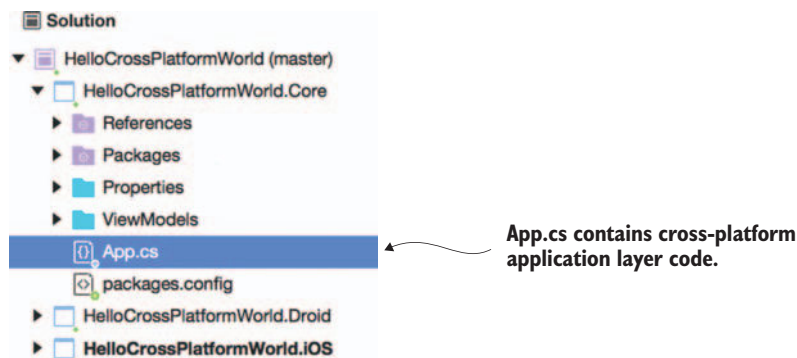 Solution
HelloCrossPlatformWorld (master)
HelloCrossPlatformWorld.Core
References
Packages
Properties
ViewModels
App.cs
packages.config
HelloCrossPlatformWorld.Droid
HelloCrossPlatformWorld.iOS
App.cs contains cross-platform
application layer code.